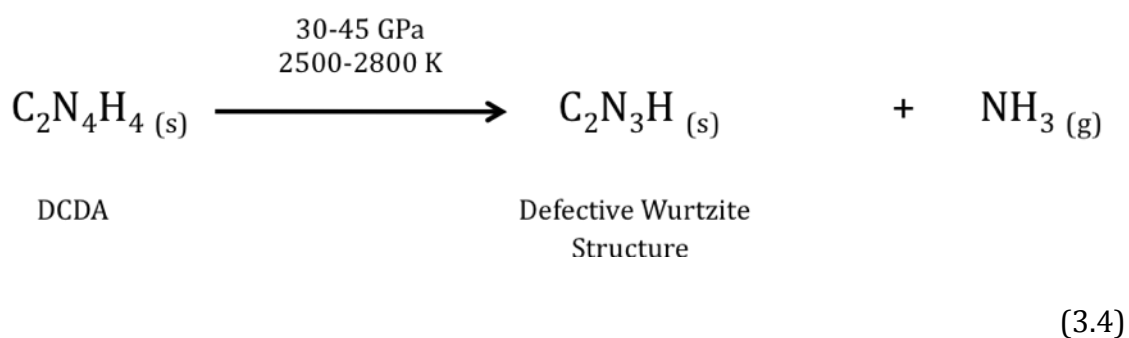 30-45 GPa
2500-2800 K
C₂N₄H₄ (s) ⟶ C₂N₃H (s) + NH₃ (g)
DCDA Defective Wurtzite
Structure
(3.4)